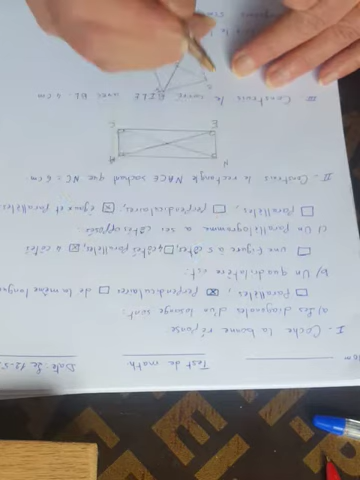 Nom
Test de math
Date: Le 12-5
I - Coche la bonne réponse
a) Les diagonales d'un losange sont:
□ Parallèles, ☒ Perpendiculaires □ de la même longueur
b) Un quadrilatère est:
□ une figure à 5 côtés, □ 4 côtés parallèles, ☒ 4 côtés
c) Un parallélogramme a ses côtés opposés
□ Parallèles, □ perpendiculaires, ☒ égaux et parallèles
II - Construis le rectangle NACE sachant que NC = 6 cm
N
A
E
C
III Construis le carré BILE avec BL 4 cm